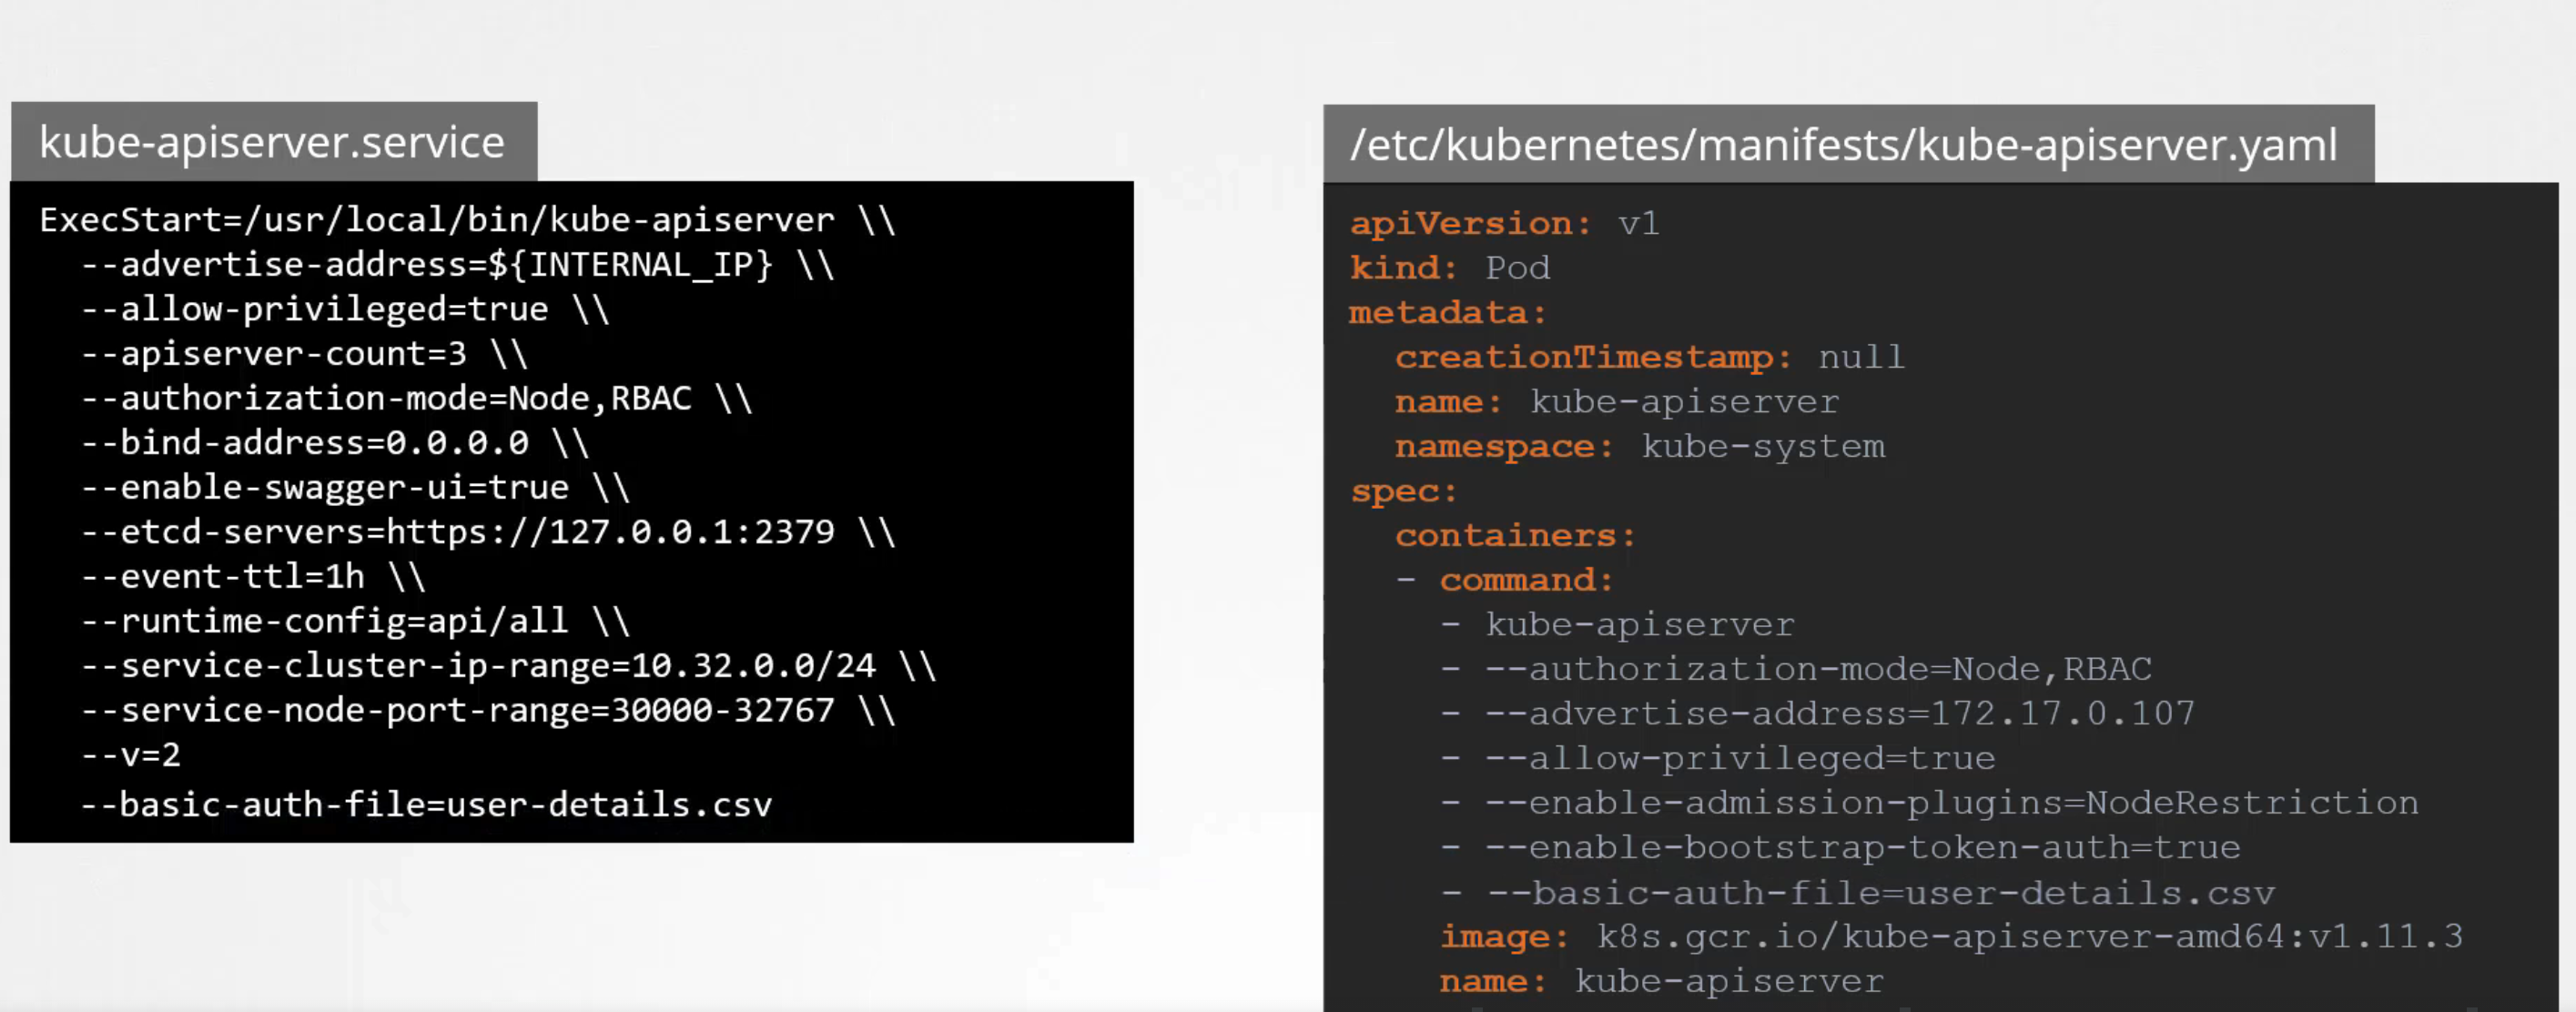 kube-apiserver.service
ExecStart=/usr/local/bin/kube-apiserver \\
--advertise-address=${INTERNAL_IP} \\
--allow-privileged=true \\
--apiserver-count=3 \\
--authorization-mode=Node,RBAC \\
--bind-address=0.0.0.0 \\
--enable-swagger-ui=true \\
--etcd-servers=https://127.0.0.1:2379 \\
--event-ttl=1h \\
--runtime-config=api/all \\
--service-cluster-ip-range=10.32.0.0/24 \\
--service-node-port-range=30000-32767 \\
--v=2
--basic-auth-file=user-details.csv
/etc/kubernetes/manifests/kube-apiserver.yaml
apiVersion: v1
kind: Pod
metadata:
  creationTimestamp: null
  name: kube-apiserver
  namespace: kube-system
spec:
  containers:
  - command:
    - kube-apiserver
    - --authorization-mode=Node,RBAC
    - --advertise-address=172.17.0.107
    - --allow-privileged=true
    - --enable-admission-plugins=NodeRestriction
    - --enable-bootstrap-token-auth=true
    - --basic-auth-file=user-details.csv
    image: k8s.gcr.io/kube-apiserver-amd64:v1.11.3
    name: kube-apiserver